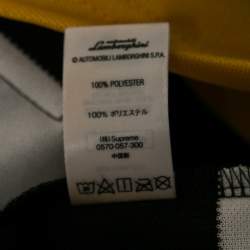 AUTOMOBILI
Lamborghini
© AUTOMOBILI LAMBORGHINI S.P.A.
100% POLYESTER
100% ポリエステル
(株) Supreme
0570-057-300
中国製